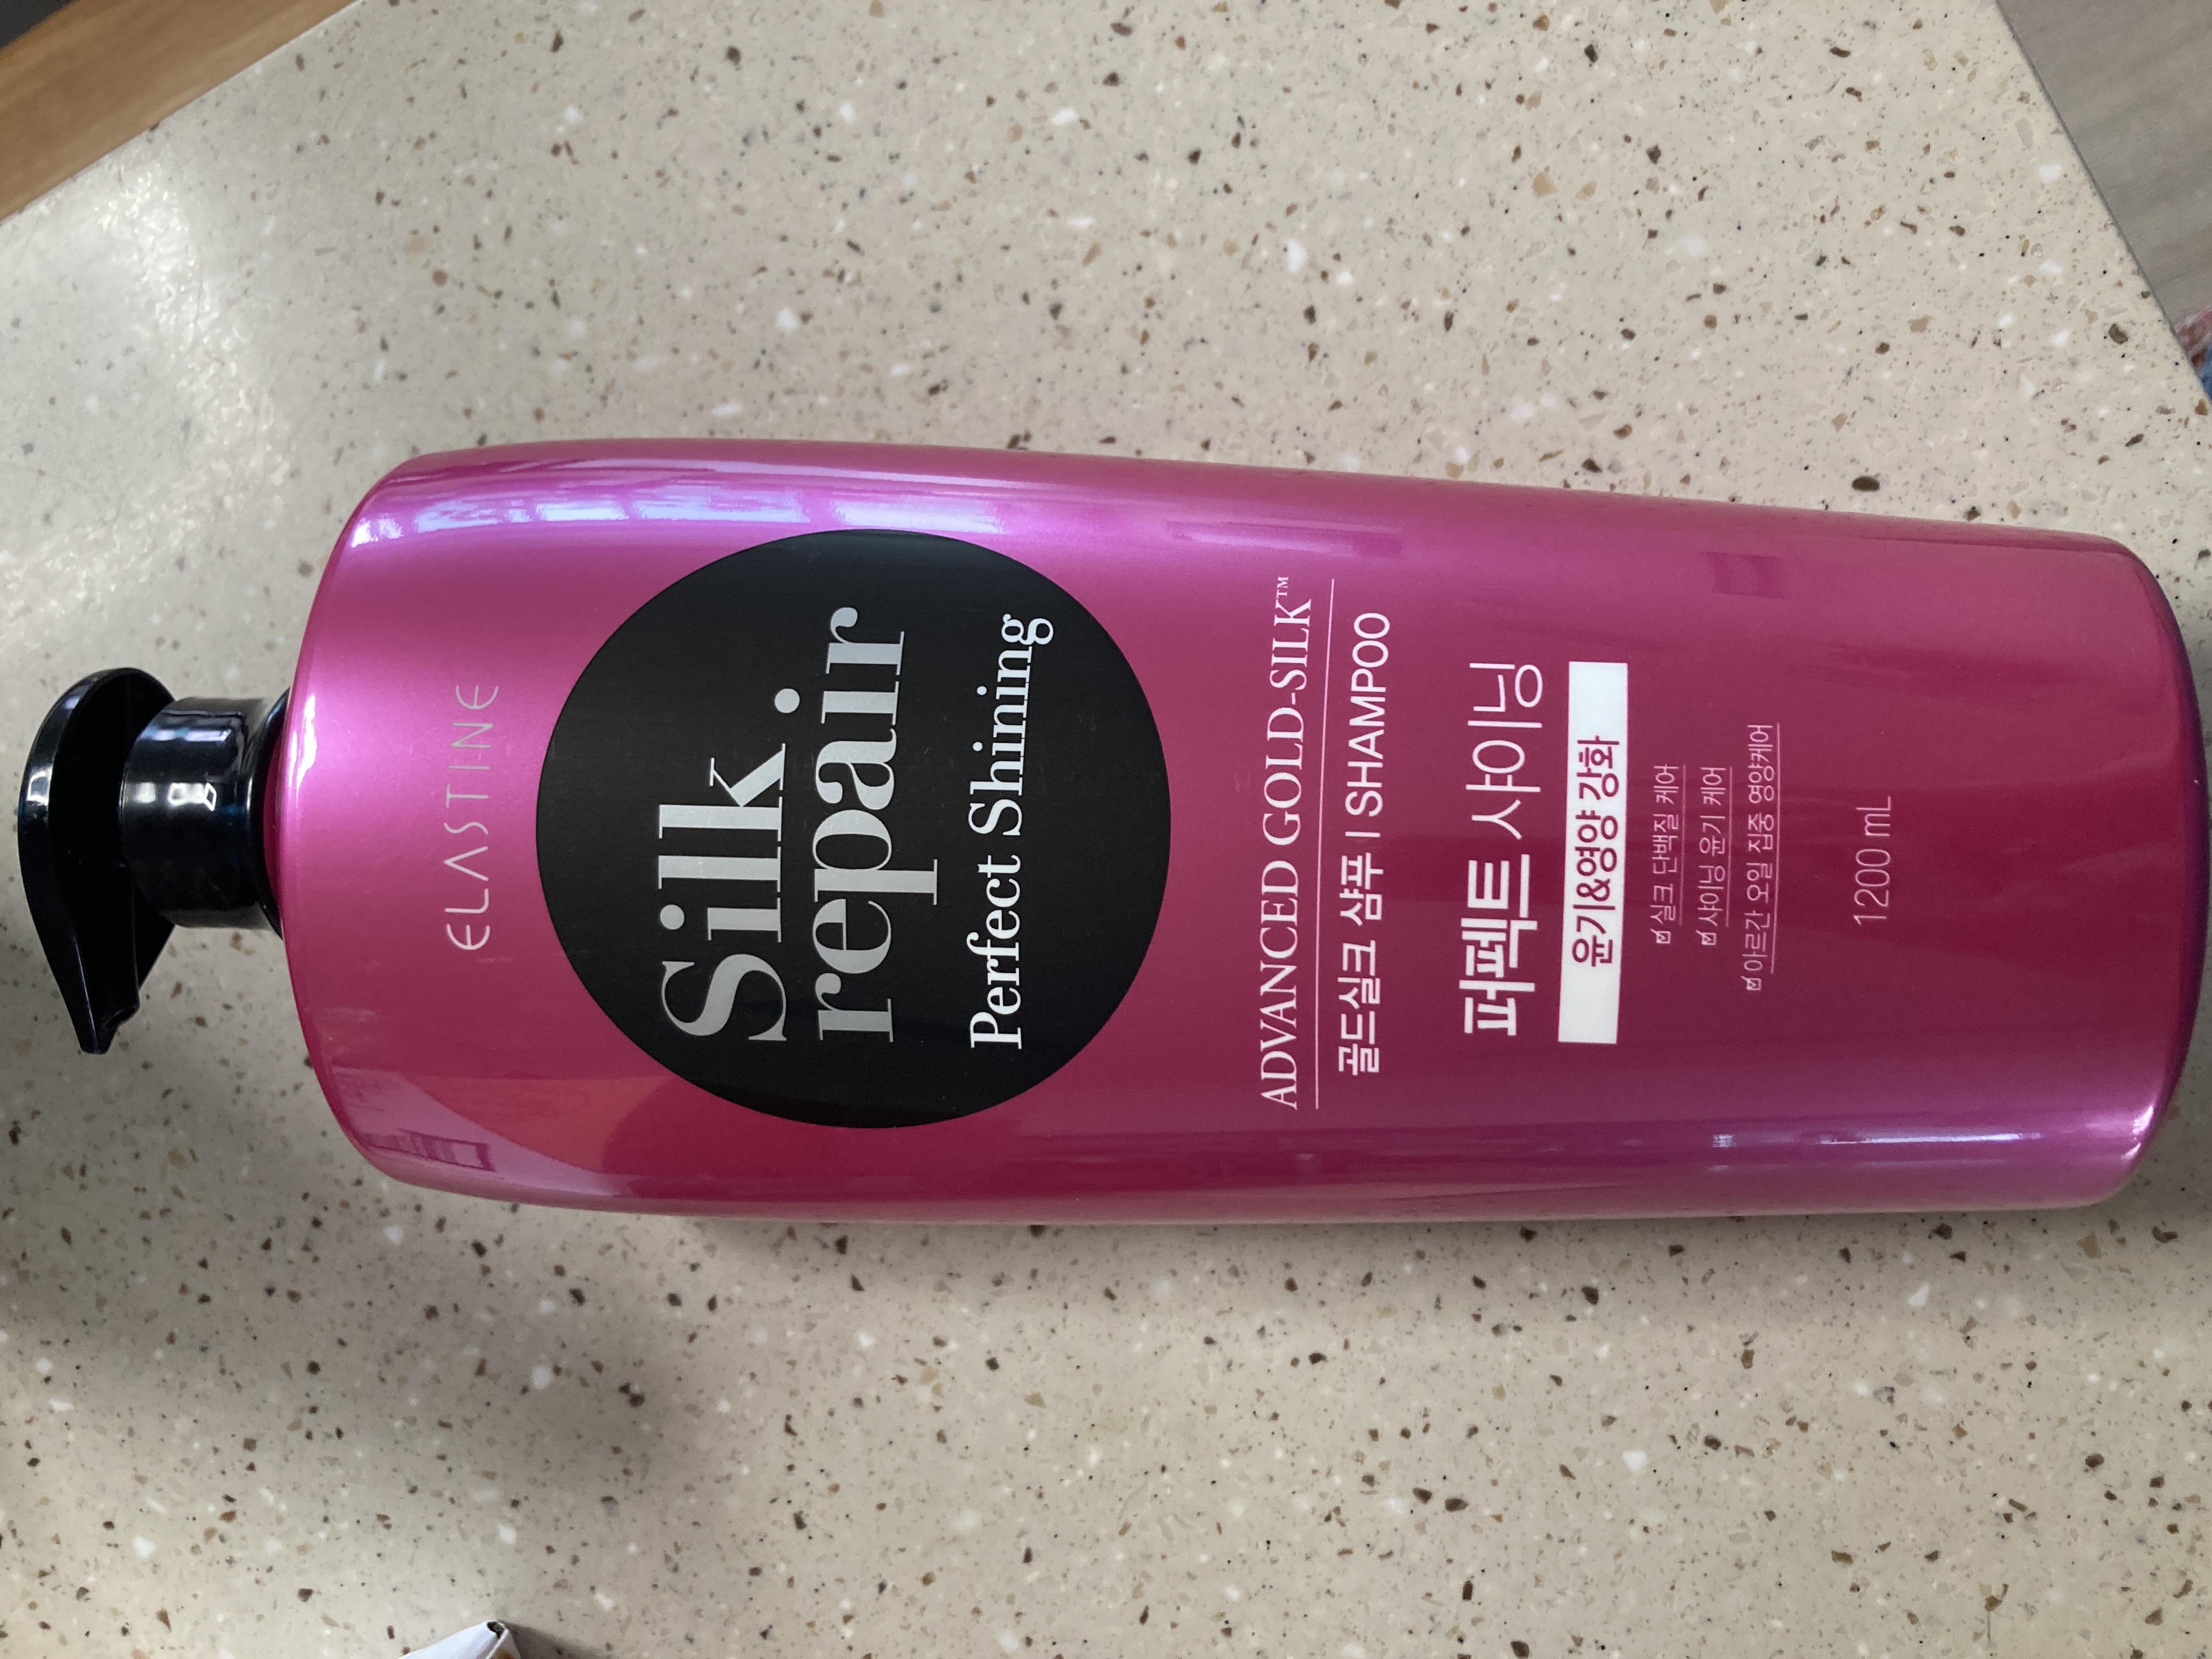 ELASTINE
Silk
repair
Perfect Shining
ADVANCED GOLD-SILK™
골드실크 샴푸 | SHAMPOO
퍼펙트 샤이닝
윤기&영양 강화
☑ 실크 단백질 케어
☑ 샤이닝 윤기 케어
☑ 아르간 오일 집중 영양케어
1200 mL